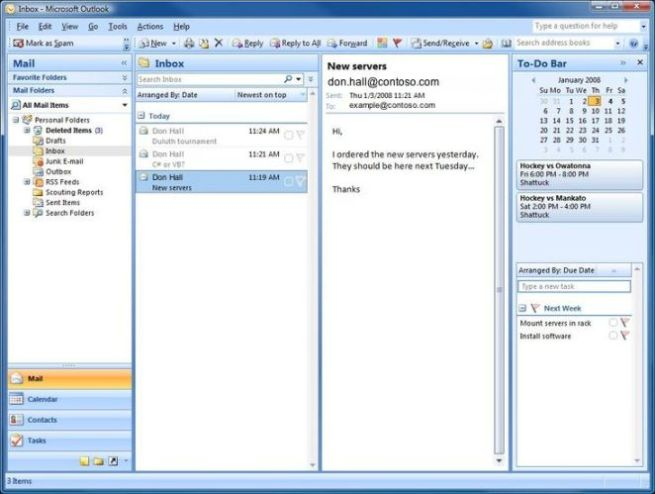 Inbox - Microsoft Outlook
File Edit View Go Tools Actions Help
Type a question for help
Mark as Spam
New
Reply Reply to All Forward
Send/Receive
Search address books
Mail
Favorite Folders
Mail Folders
All Mail Items
Personal Folders
Deleted Items (3)
Drafts
Inbox
Junk E-mail
Outbox
RSS Feeds
Scouting Reports
Sent Items
Search Folders
Mail
Calendar
Contacts
Tasks
Inbox
Search Inbox
Arranged By: Date Newest on top
Today
Don Hall 11:24 AM
Duluth tournament
Don Hall 11:21 AM
C# or VB?
Don Hall 11:19 AM
New servers
New servers
don.hall@contoso.com
Sent: Thu 1/3/2008 11:21 AM
To: example@contoso.com
Hi,
I ordered the new servers yesterday.
They should be here next Tuesday...
Thanks
To-Do Bar
January 2008
Su Mo Tu We Th Fr Sa
30 31 1 2 3 4 5
6 7 8 9 10 11 12
13 14 15 16 17 18 19
20 21 22 23 24 25 26
27 28 29 30 31 1 2
3 4 5 6 7 8 9
Hockey vs Owatonna
Fri 6:00 PM - 8:00 PM
Shattuck
Hockey vs Mankato
Sat 2:00 PM - 4:00 PM
Shattuck
Arranged By: Due Date
Type a new task
Next Week
Mount servers in rack
Install software
3 Items